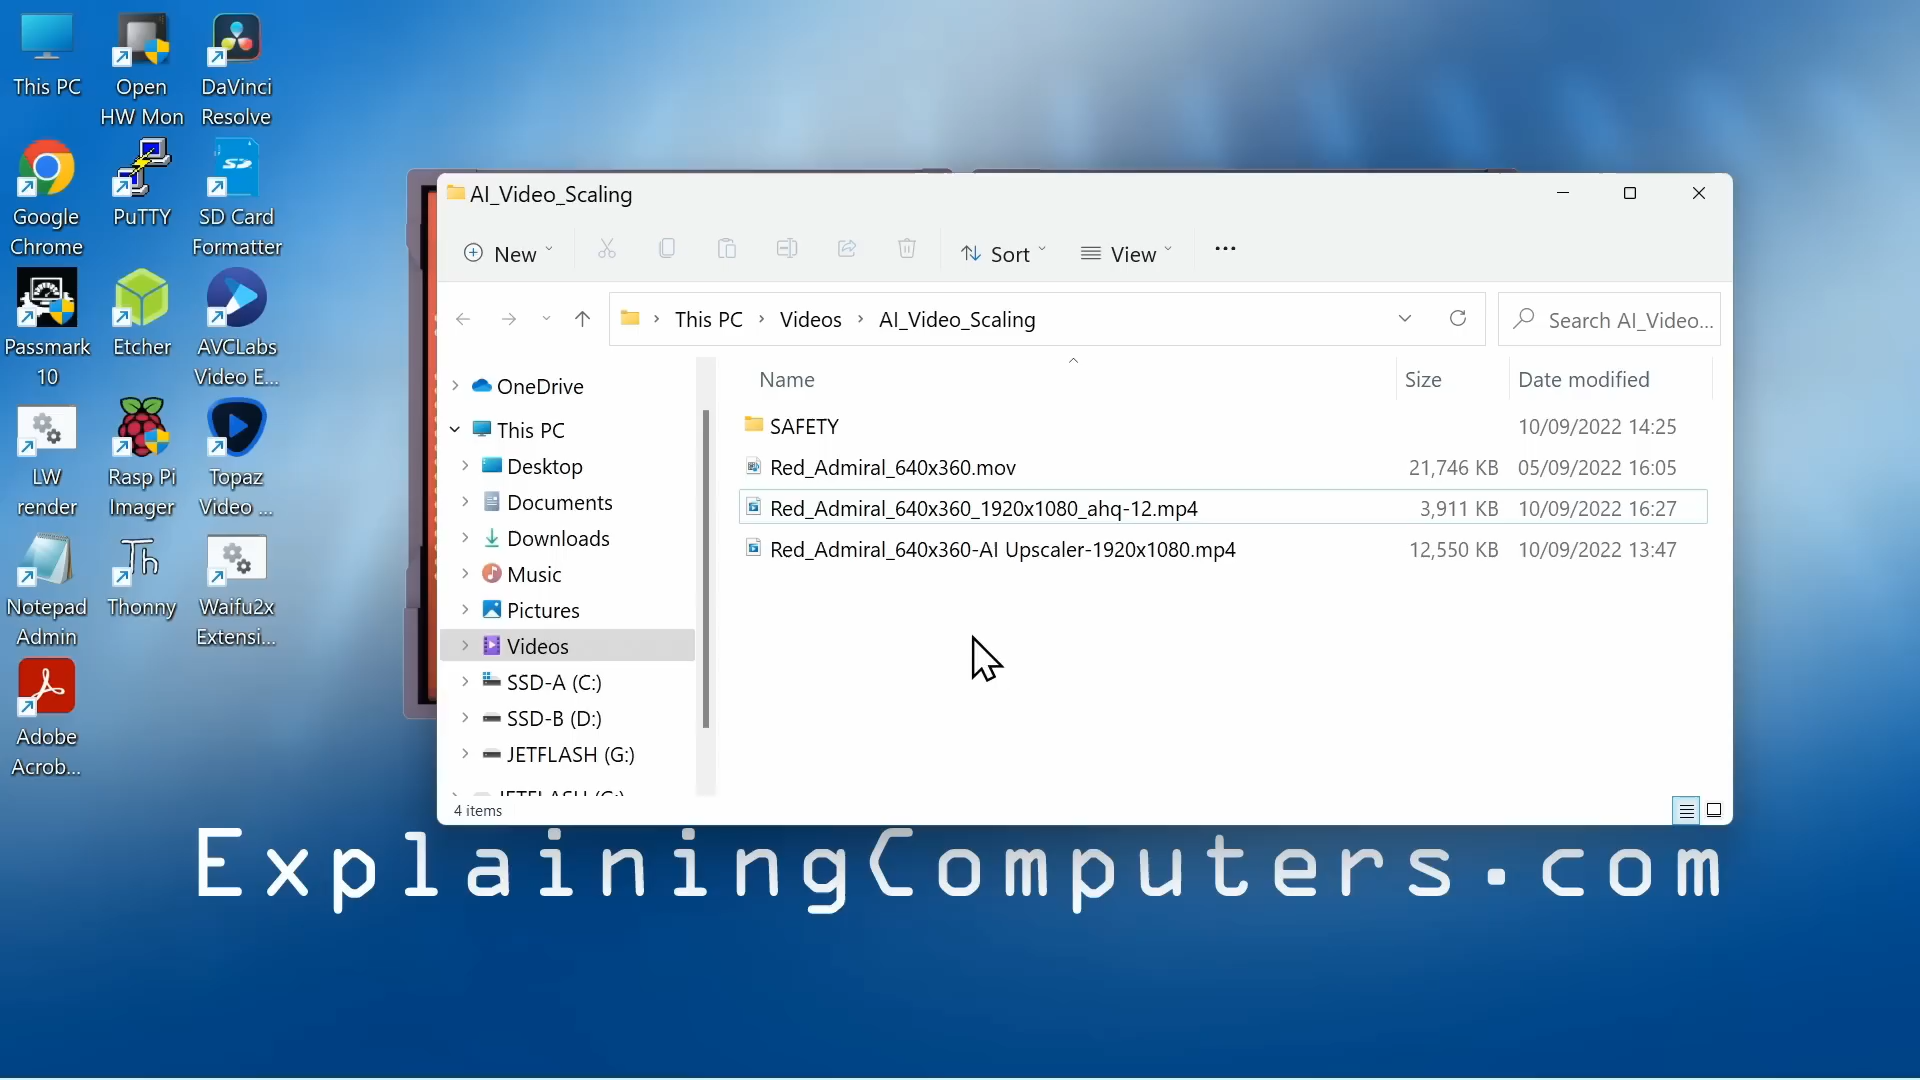 This PC
Open
HW Mon
DaVinci
Resolve
Google
Chrome
PuTTY
SD Card
Formatter
Passmark
10
Etcher
AVCLabs
Video E...
LW
render
Rasp Pi
Imager
Topaz
Video ...
Notepad
Admin
Th
Thonny
Waifu2x
Extensi...
Adobe
Acrob...
AI_Video_Scaling
New
Sort
View
This PC
Videos
AI_Video_Scaling
Search AI_Video...
OneDrive
This PC
Desktop
Documents
Downloads
Music
Pictures
Videos
SSD-A (C:)
SSD-B (D:)
JETFLASH (G:)
JETFLASH (G:)
4 items
Name Size Date modified
SAFETY 10/09/2022 14:25
Red_Admiral_640x360.mov 21,746 KB 05/09/2022 16:05
Red_Admiral_640x360_1920x1080_ahq-12.mp4 3,911 KB 10/09/2022 16:27
Red_Admiral_640x360-AI Upscaler-1920x1080.mp4 12,550 KB 10/09/2022 13:47
ExplainingComputers.com